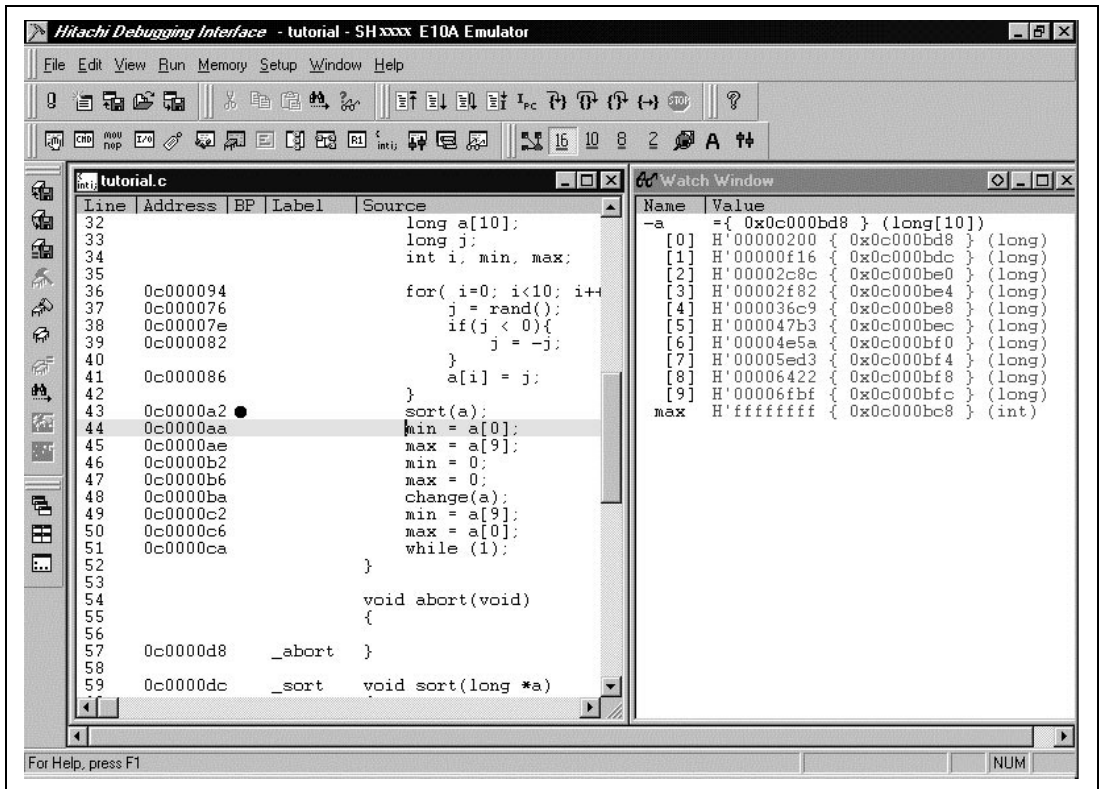 Hitachi Debugging Interface - tutorial - SHxxxx E10A Emulator
File Edit View Run Memory Setup Window Help
16 10 8 2 A
tutorial.c
Line Address BP Label Source
32 long a[10];
33 long j;
34 int i, min, max;
35
36 0c000094 for( i=0; i<10; i++
37 0c000076 j = rand();
38 0c00007e if(j < 0){
39 0c000082 j = -j;
40 }
41 0c000086 a[i] = j;
42 }
43 0c0000a2 ● sort(a);
44 0c0000aa min = a[0];
45 0c0000ae max = a[9];
46 0c0000b2 min = 0;
47 0c0000b6 max = 0;
48 0c0000ba change(a);
49 0c0000c2 min = a[9];
50 0c0000c6 max = a[0];
51 0c0000ca while (1);
52 }
53
54 void abort(void)
55 {
56
57 0c0000d8 _abort }
58
59 0c0000dc _sort void sort(long *a)
Watch Window
Name Value
-a ={ 0x0c000bd8 } (long[10])
[0] H'00000200 { 0x0c000bd8 } (long)
[1] H'00000f16 { 0x0c000bdc } (long)
[2] H'00002c8c { 0x0c000be0 } (long)
[3] H'00002f82 { 0x0c000be4 } (long)
[4] H'000036c9 { 0x0c000be8 } (long)
[5] H'000047b3 { 0x0c000bec } (long)
[6] H'00004e5a { 0x0c000bf0 } (long)
[7] H'00005ed3 { 0x0c000bf4 } (long)
[8] H'00006422 { 0x0c000bf8 } (long)
[9] H'00006fbf { 0x0c000bfc } (long)
max H'ffffffff { 0x0c000bc8 } (int)
For Help, press F1
NUM